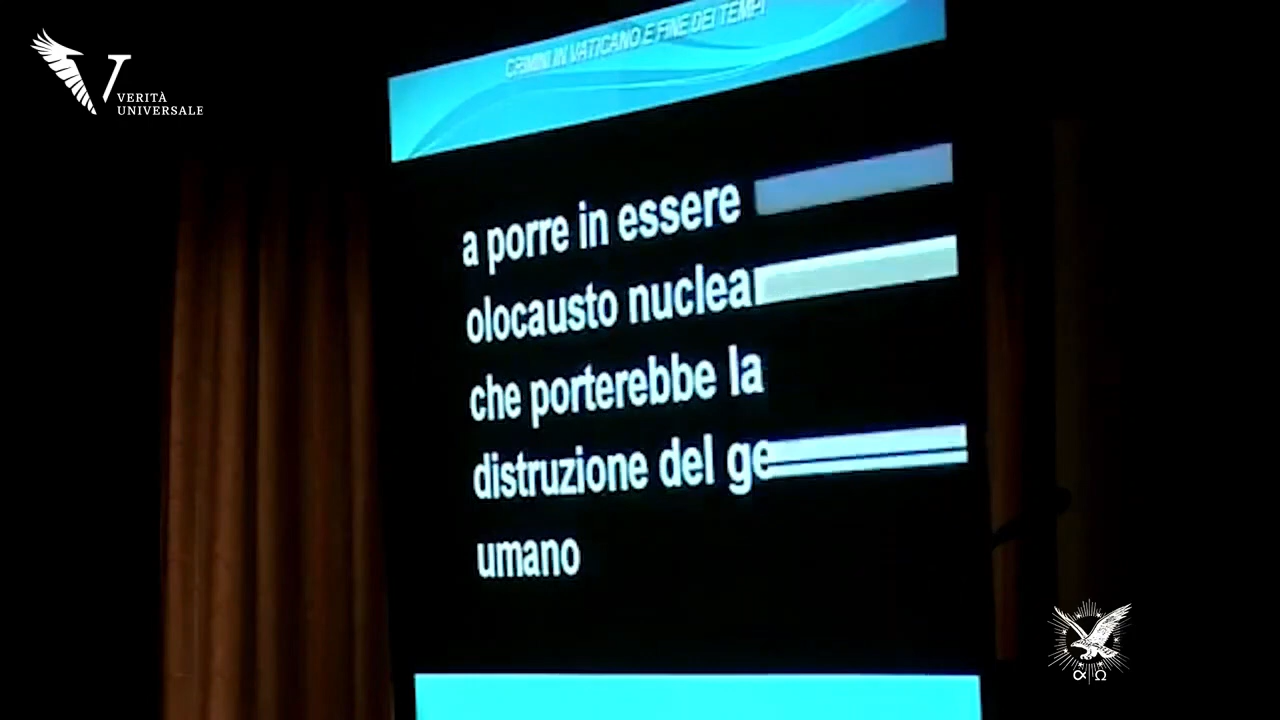 VERITÀ
UNIVERSALE
CRIMINI IN VATICANO E FINE DEI TEMPI
a porre in essere
olocausto nuclear
che porterebbe la
distruzione del ge
umano
α Ω